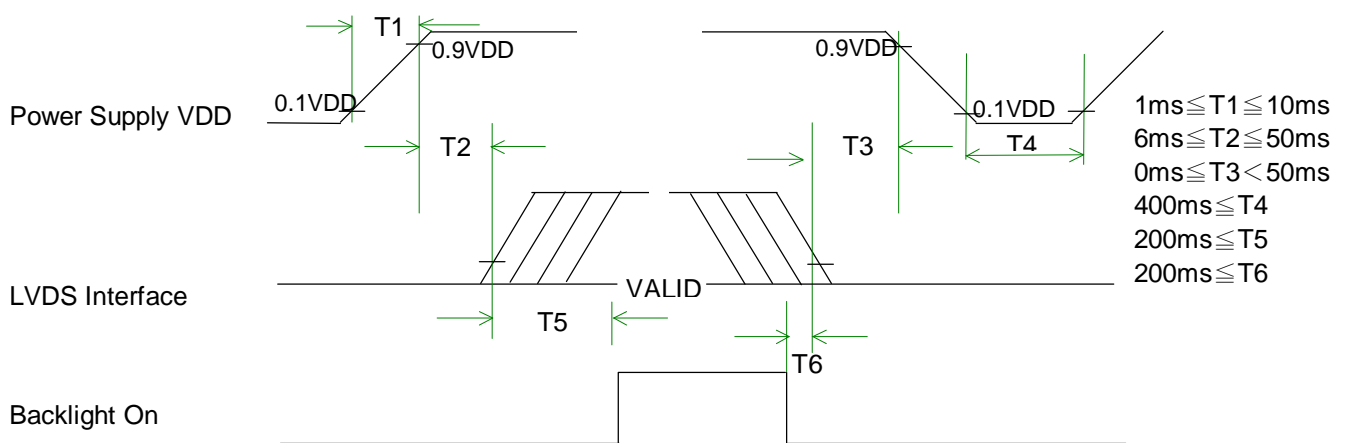 T1
0.9VDD
0.9VDD
0.1VDD
0.1VDD
Power Supply VDD
T2
T3
T4
1ms≦T1≦10ms
6ms≦T2≦50ms
0ms≦T3<50ms
400ms≦T4
200ms≦T5
200ms≦T6
VALID
LVDS Interface
T5
T6
Backlight On